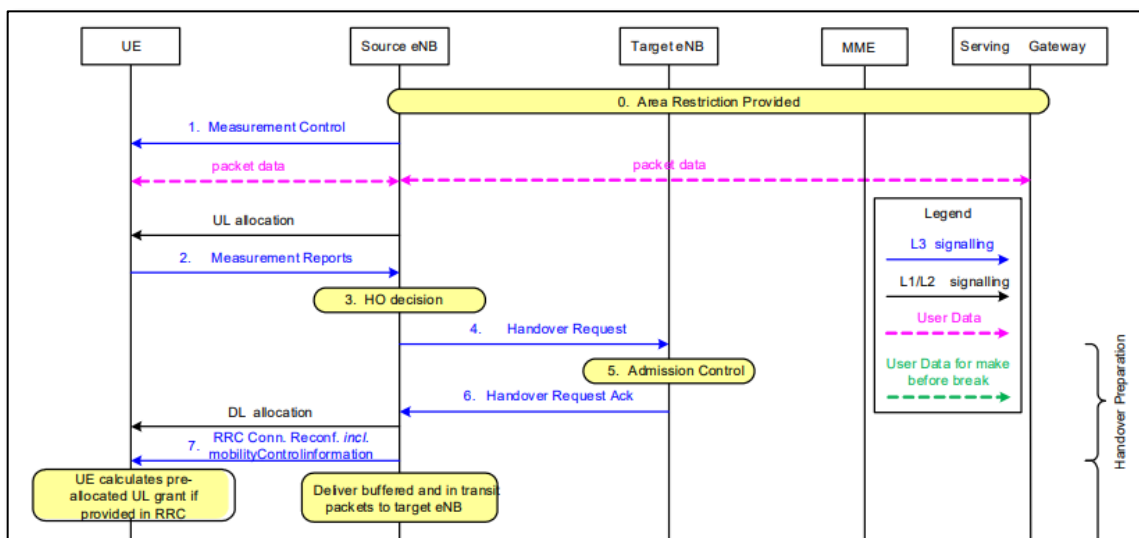 UE
Source eNB
Target eNB
MME
Serving Gateway
0. Area Restriction Provided
1. Measurement Control
packet data
packet data
UL allocation
Legend
L3 signalling
L1/L2 signalling
User Data
User Data for make
before break
2. Measurement Reports
3. HO decision
4. Handover Request
5. Admission Control
6. Handover Request Ack
DL allocation
7. RRC Conn. Reconf. incl.
mobilityControlinformation
Handover Preparation
UE calculates pre-
allocated UL grant if
provided in RRC
Deliver buffered and in transit
packets to target eNB